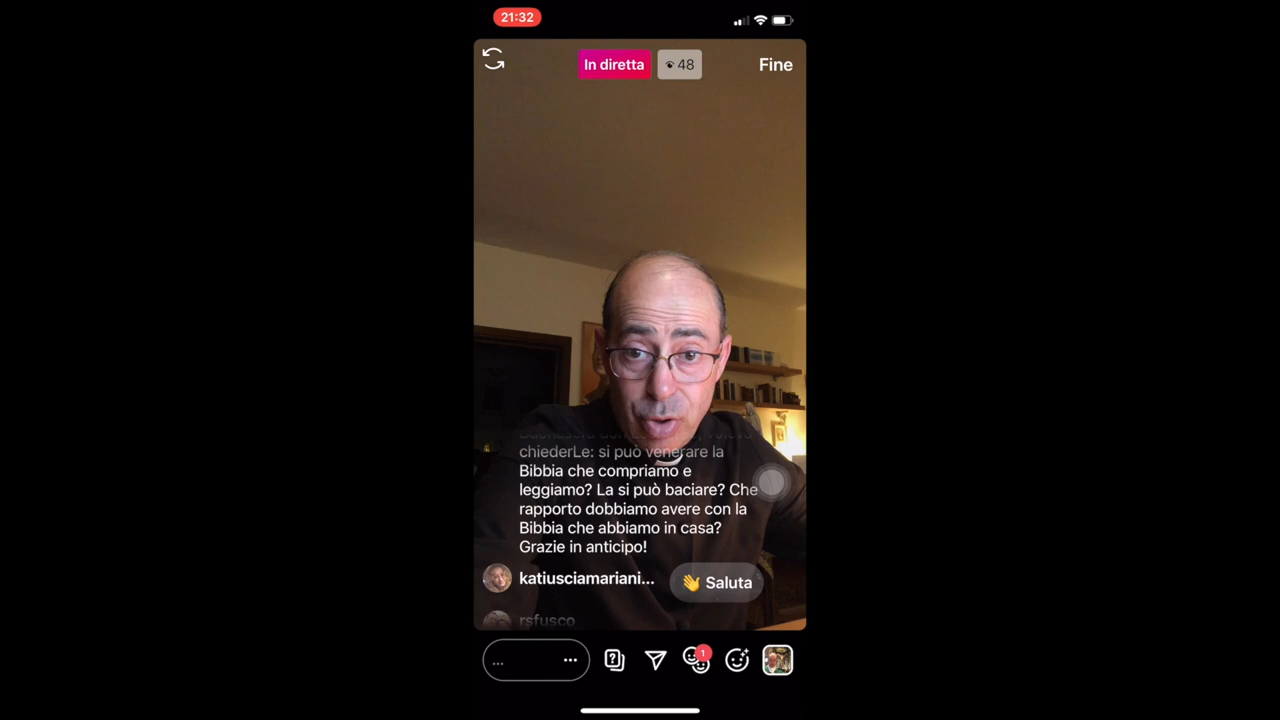 21:32
In diretta 48 Fine
chiederLe: si può venerare la
Bibbia che compriamo e
leggiamo? La si può baciare? Che
rapporto dobbiamo avere con la
Bibbia che abbiamo in casa?
Grazie in anticipo!
katiusciamariani... 👋 Saluta
rsfusco
... •••
1